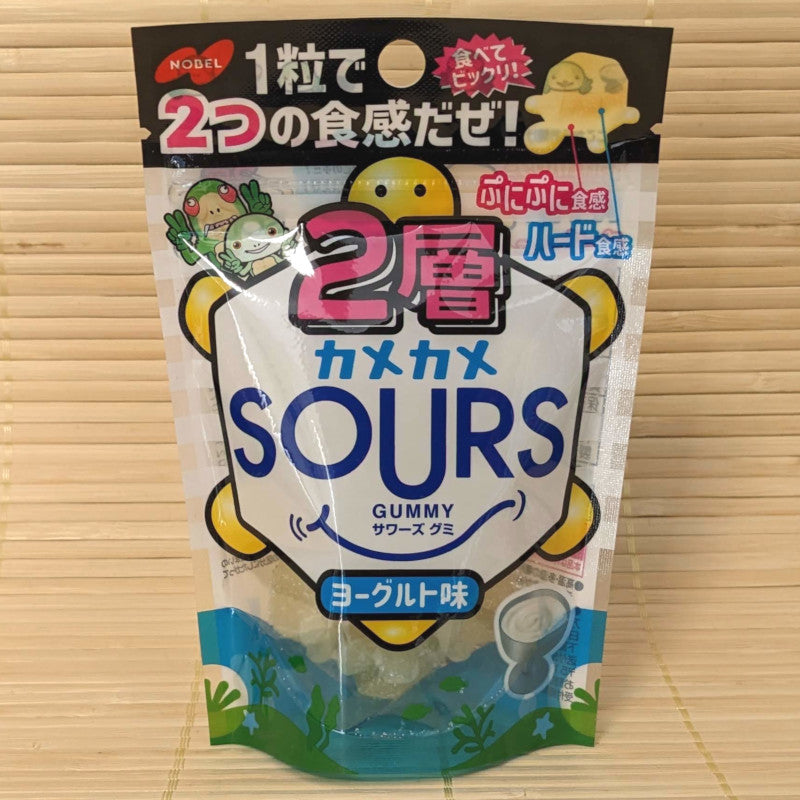 NOBEL
1粒で
2つの食感だぜ!
食べて
ビックリ!
ぷにぷに食感
ハード食感
2層
カメカメ
SOURS
GUMMY
サワーズ グミ
ヨーグルト味